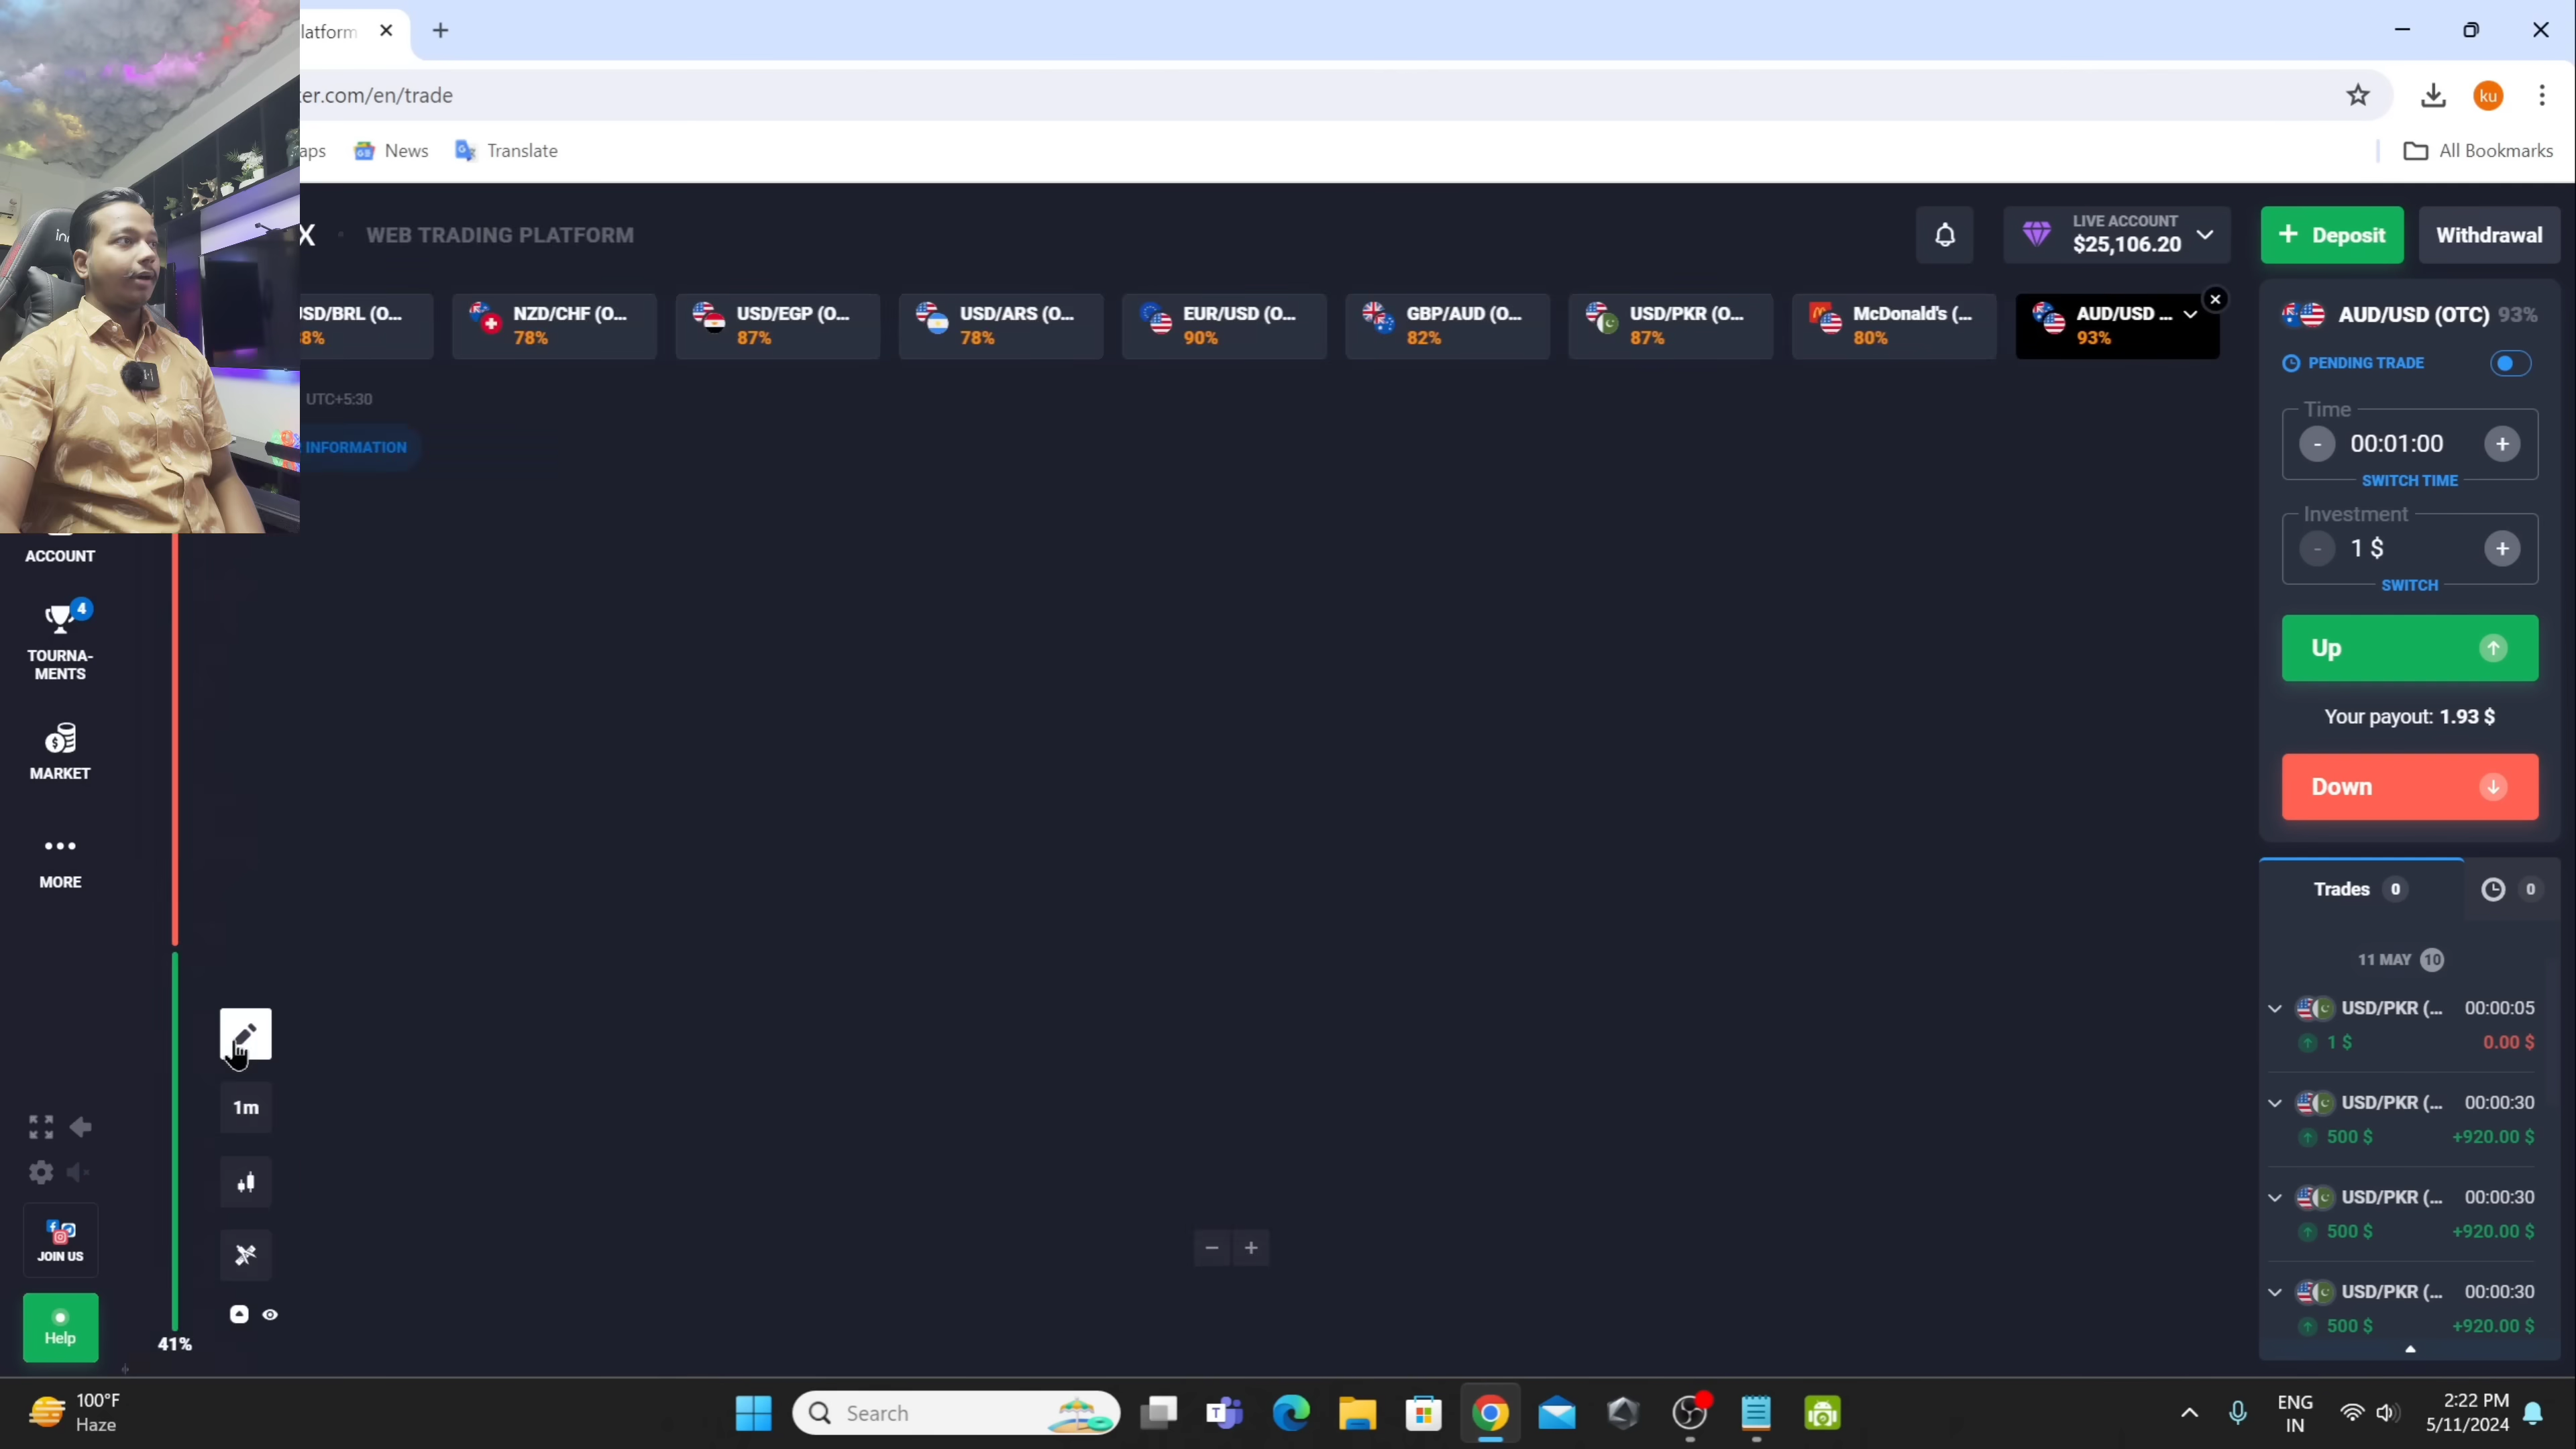 latform
er.com/en/trade
aps
News
Translate
All Bookmarks
X
WEB TRADING PLATFORM
LIVE ACCOUNT
$25,106.20
Deposit
Withdrawal
SD/BRL (O...
8%
NZD/CHF (O...
78%
USD/EGP (O...
87%
USD/ARS (O...
78%
EUR/USD (O...
90%
GBP/AUD (O...
82%
USD/PKR (O...
87%
McDonald's (...
80%
AUD/USD ...
93%
AUD/USD (OTC) 93%
PENDING TRADE
UTC+5:30
INFORMATION
Time
- 00:01:00 +
SWITCH TIME
Investment
- 1 $ +
SWITCH
Up
Your payout: 1.93 $
Down
Trades 0
0
11 MAY 10
USD/PKR (... 00:00:05
1 $ 0.00 $
USD/PKR (... 00:00:30
500 $ +920.00 $
USD/PKR (... 00:00:30
500 $ +920.00 $
USD/PKR (... 00:00:30
500 $ +920.00 $
ACCOUNT
4
TOURNA-
MENTS
MARKET
MORE
JOIN US
Help
41%
1m
ku
100°F
Haze
Search
ENG
IN
2:22 PM
5/11/2024